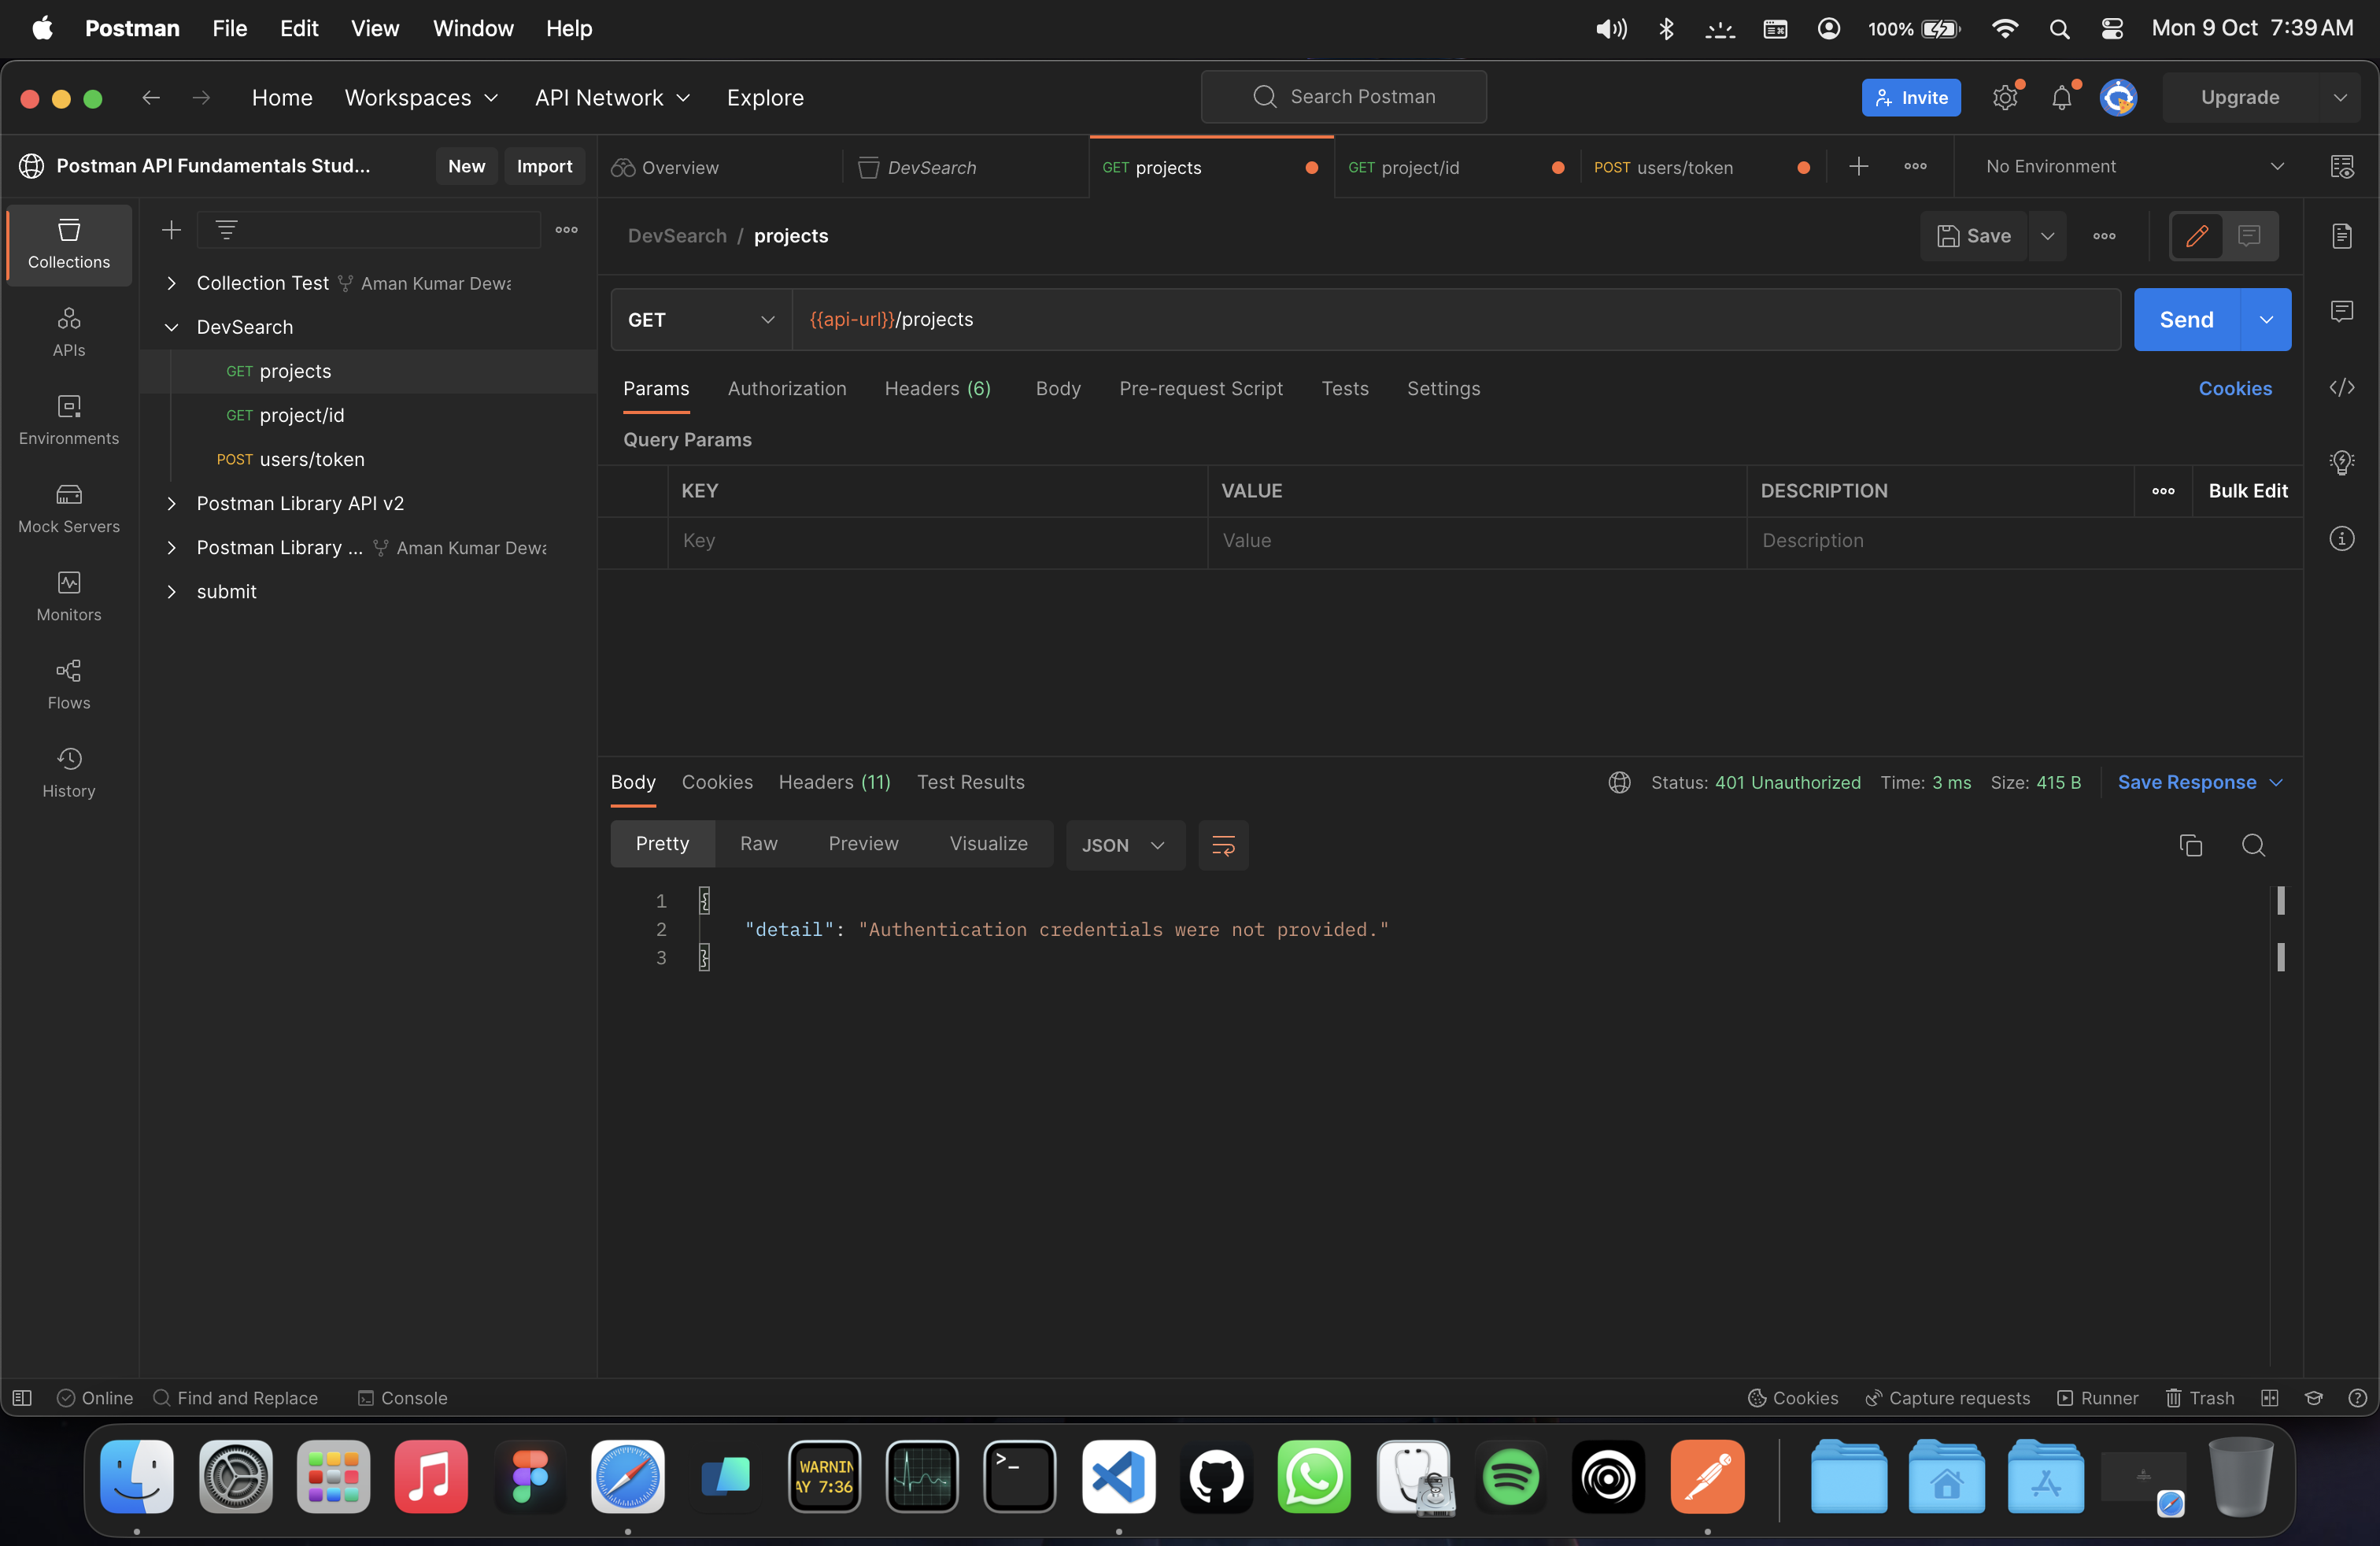 Postman File Edit View Window Help 100% Mon 9 Oct 7:39 AM
Home Workspaces API Network Explore Search Postman Invite Upgrade
Postman API Fundamentals Stud... New Import Overview DevSearch GET projects GET project/id POST users/token No Environment
Collections
APIs
Environments
Mock Servers
Monitors
Flows
History
Collection Test Aman Kumar Dewa
DevSearch
GET projects
GET project/id
POST users/token
Postman Library API v2
Postman Library ... Aman Kumar Dewa
submit
DevSearch / projects Save
GET {{api-url}}/projects Send
Params Authorization Headers (6) Body Pre-request Script Tests Settings Cookies
Query Params
KEY VALUE DESCRIPTION Bulk Edit
Key Value Description
Body Cookies Headers (11) Test Results Status: 401 Unauthorized Time: 3 ms Size: 415 B Save Response
Pretty Raw Preview Visualize JSON
1 {
2 "detail": "Authentication credentials were not provided."
3 }
Online Find and Replace Console Cookies Capture requests Runner Trash
WARNIN
AY 7:36